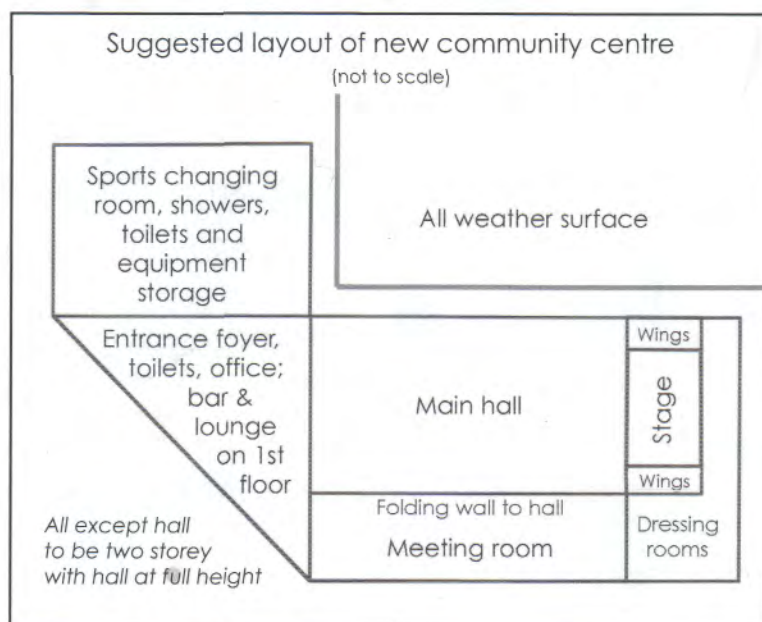 Suggested layout of new community centre
(not to scale)
Sports changing
room, showers,
toilets and
equipment
storage
All weather surface
Entrance foyer,
toilets, office;
bar &
lounge
on 1st
floor
Main hall
Wings
Stage
Wings
Folding wall to hall
Meeting room
Dressing
rooms
All except hall
to be two storey
with hall at full height